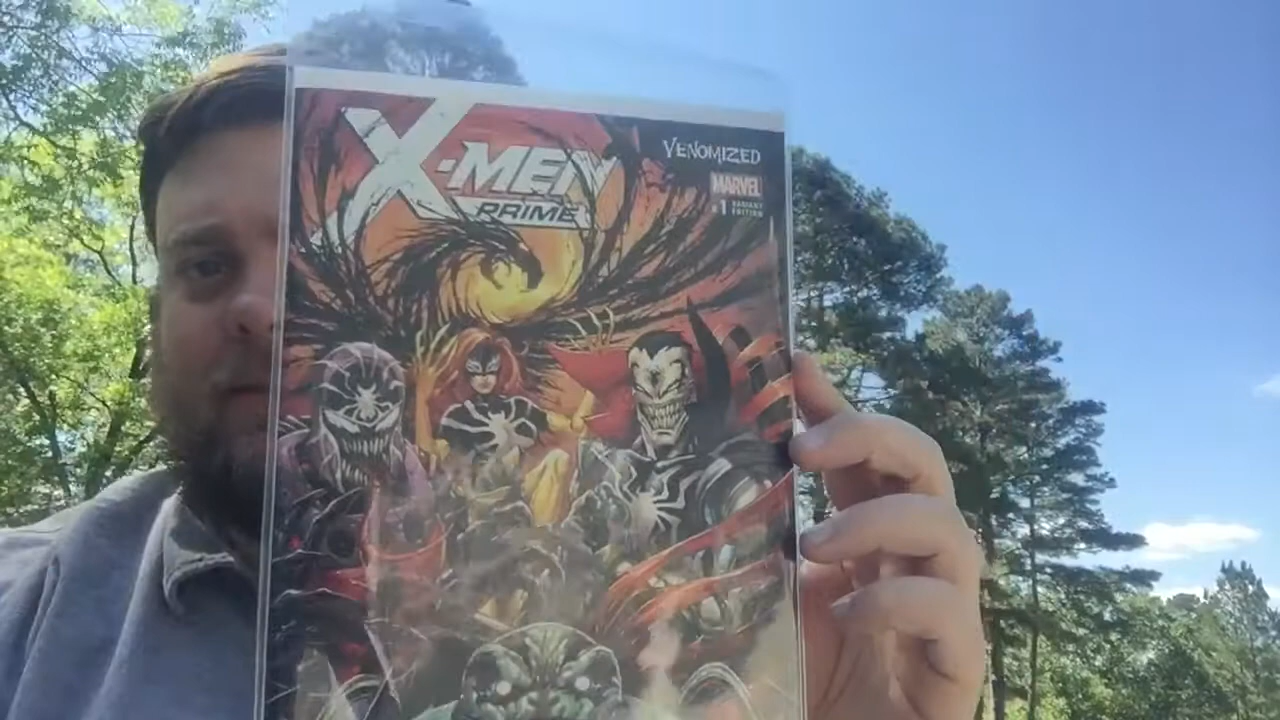 X-MEN
PRIME
VENOMIZED
MARVEL
#1 VARIANT
EDITION